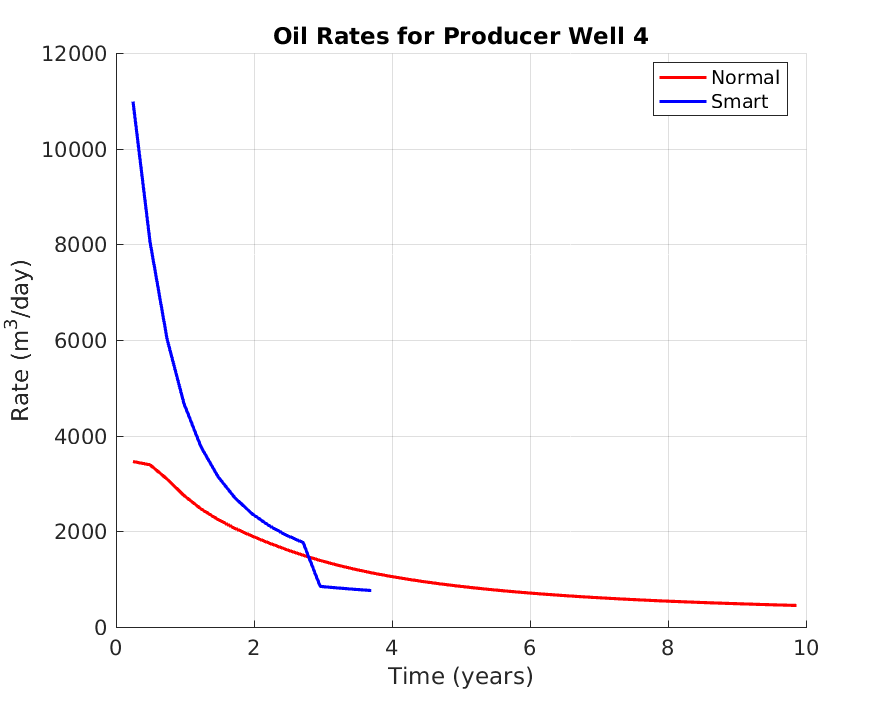 Oil Rates for Producer Well 4
Normal
Smart
12000
10000
8000
6000
4000
2000
0
Rate (m³/day)
0 2 4 6 8 10
Time (years)